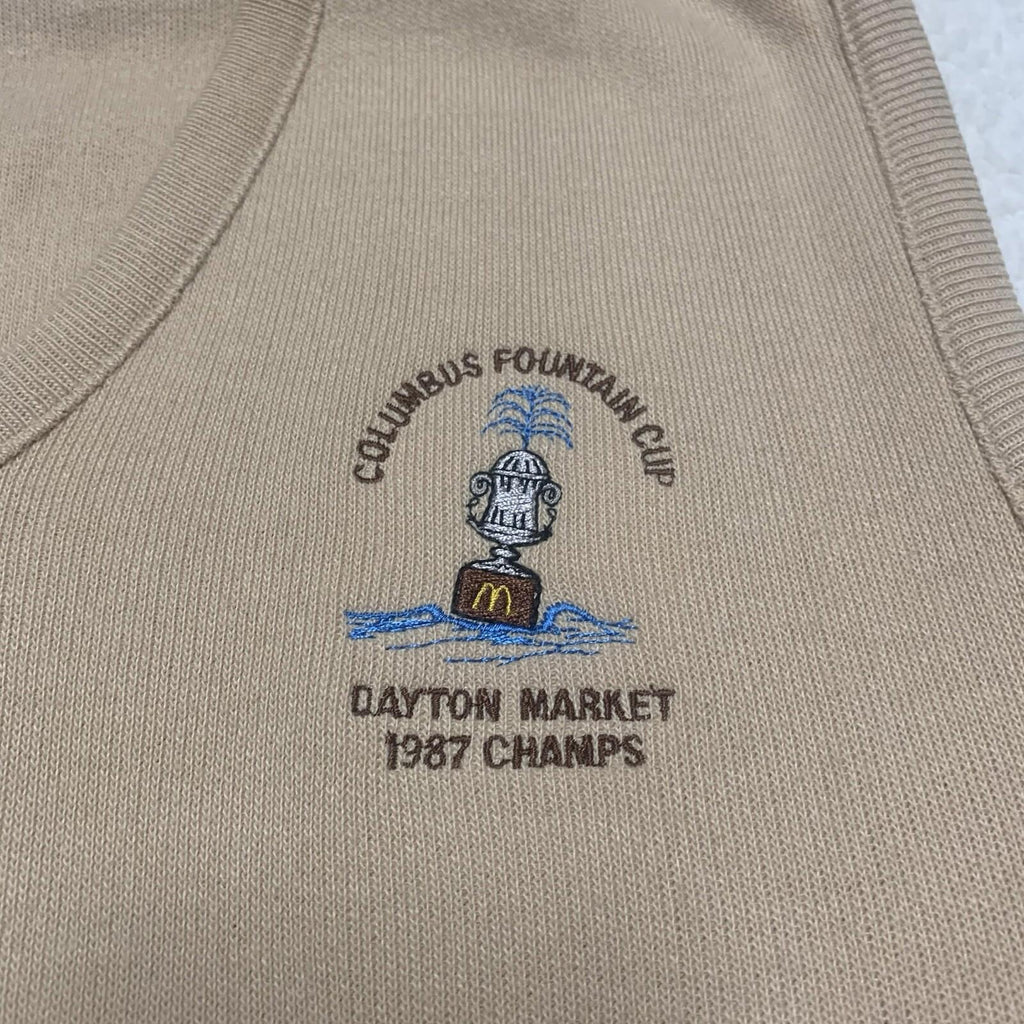 COLUMBUS FOUNTAIN CUP
M
DAYTON MARKET
1987 CHAMPS